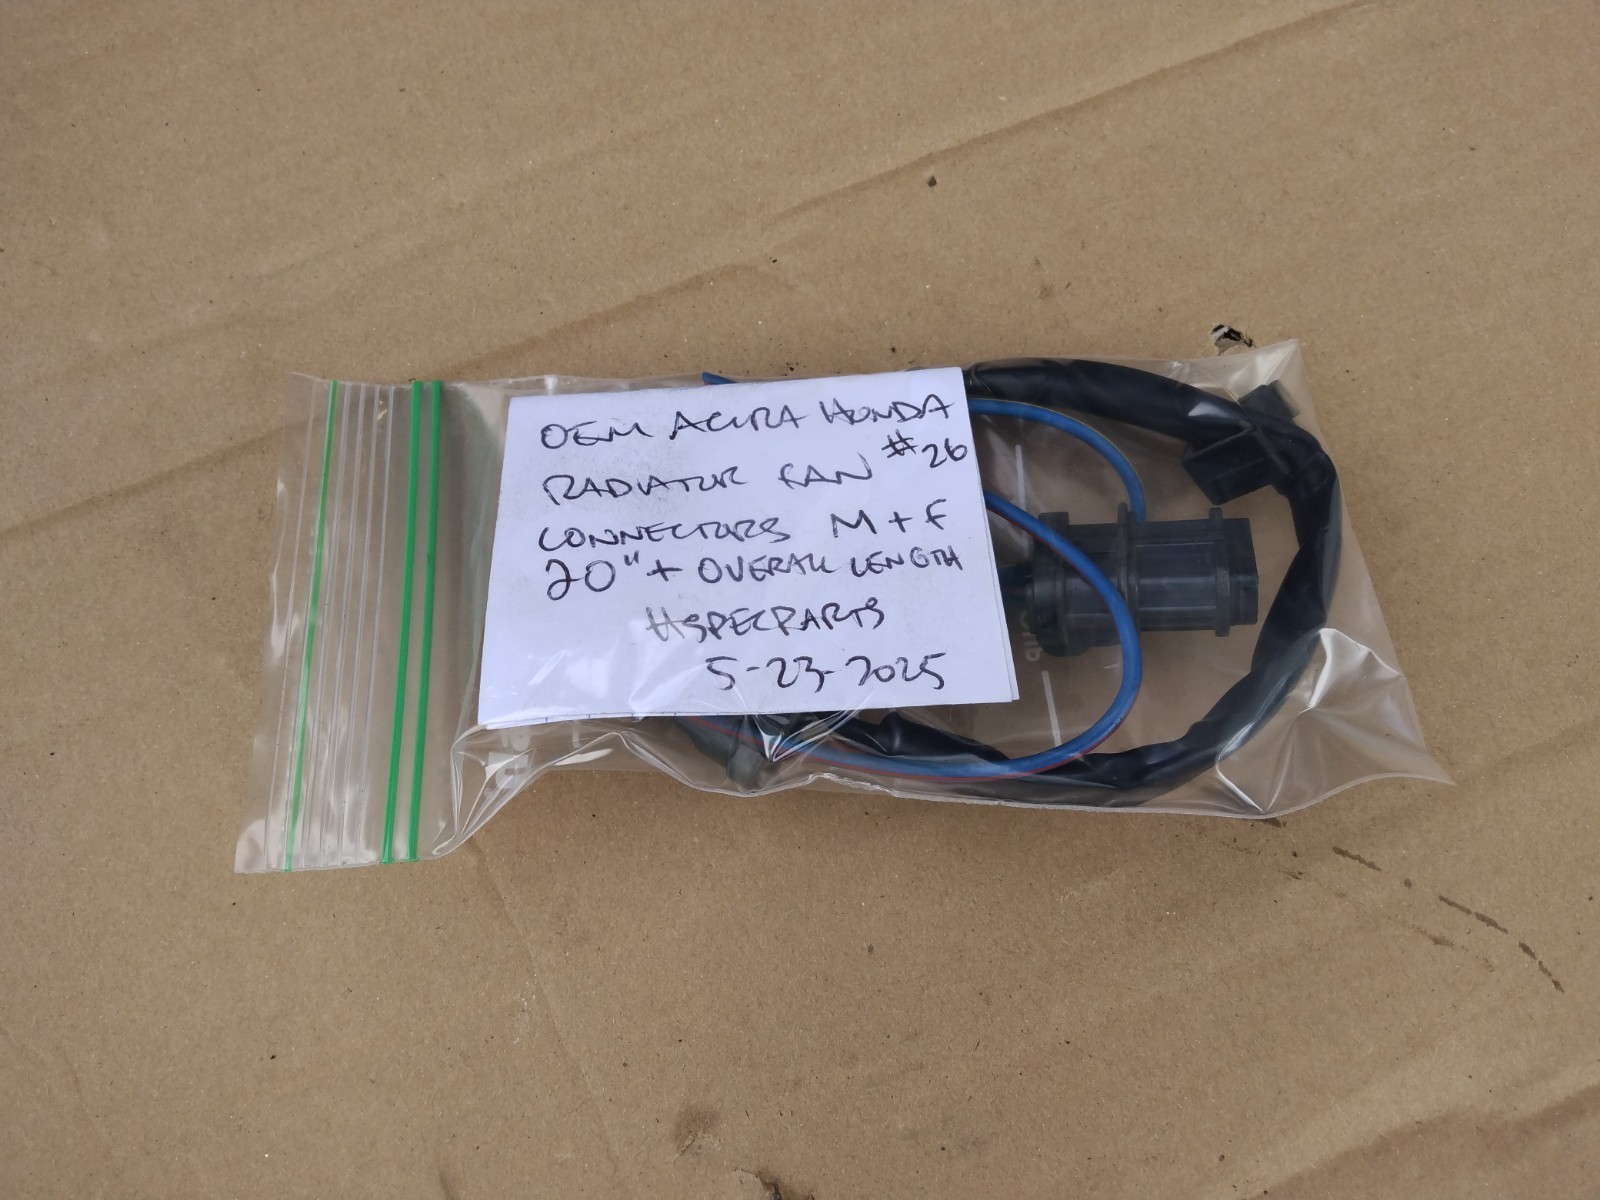 OEM ACURA HONDA
RADIATOR FAN #26
CONNECTORS M + F
20" + OVERALL LENGTH
HSPECPARTS
5-23-2025